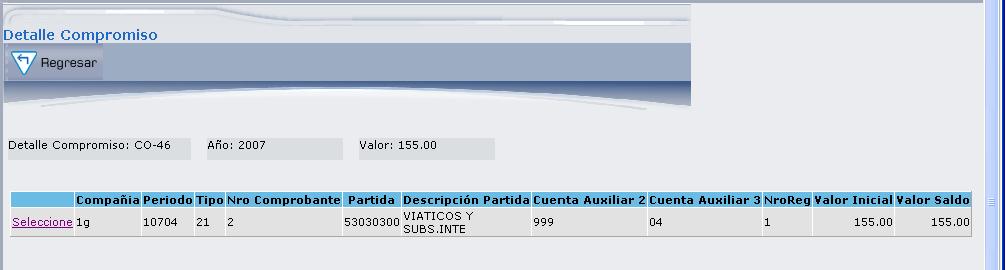 Detalle Compromiso
Regresar
Detalle Compromiso: CO-46 Año: 2007 Valor: 155.00
Compañia Periodo Tipo Nro Comprobante Partida Descripción Partida Cuenta Auxiliar 2 Cuenta Auxiliar 3 NroReg Valor Inicial Valor Saldo
Seleccione 1g 10704 21 2 53030300 VIATICOS Y SUBS.INTE 999 04 1 155.00 155.00